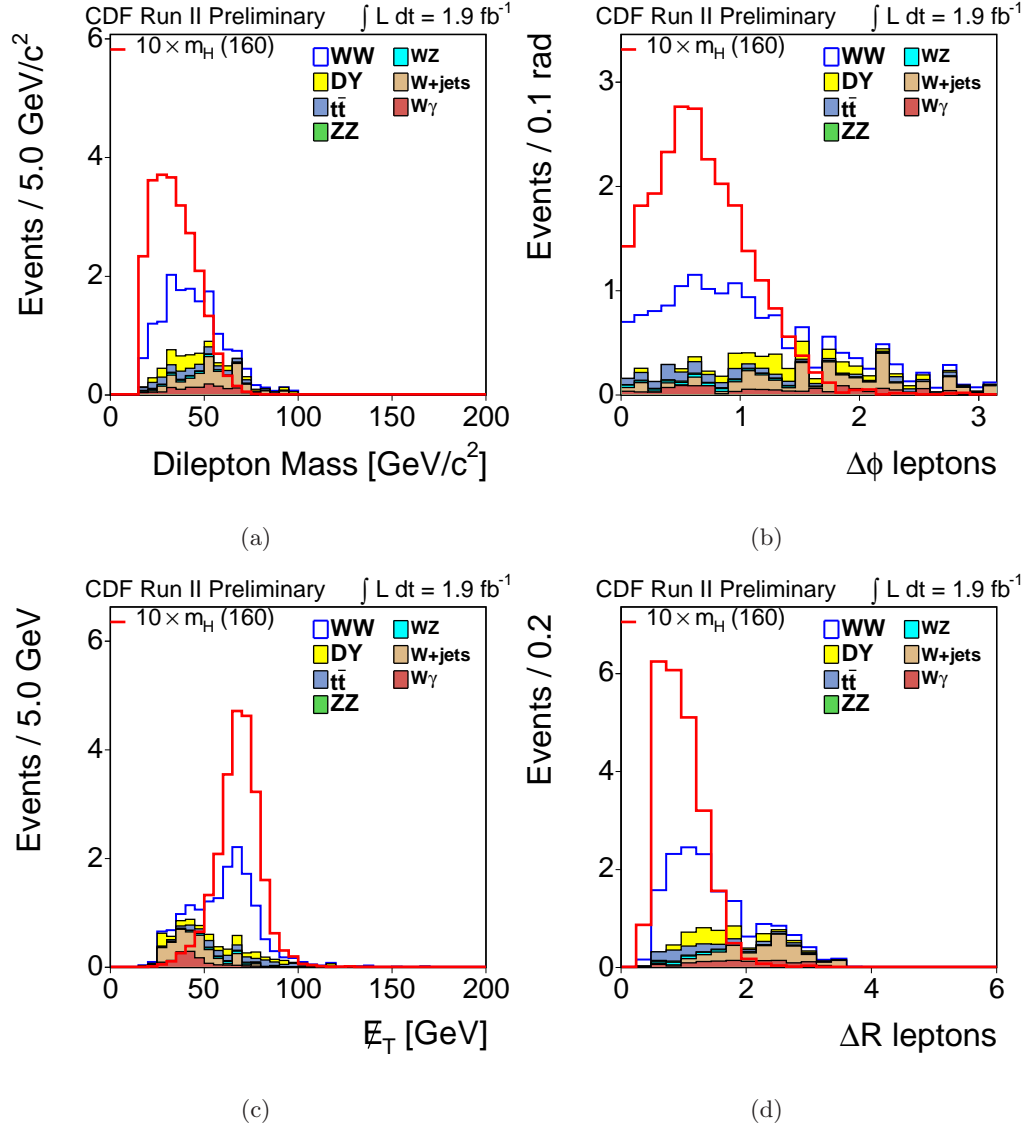 CDF Run II Preliminary ∫ L dt = 1.9 fb⁻¹
10 × m_H (160)
WW
DY
tt̄
ZZ
WZ
W+jets
Wγ
Events / 5.0 GeV/c²
6
4
2
0
0 50 100 150 200
Dilepton Mass [GeV/c²]
(a)
CDF Run II Preliminary ∫ L dt = 1.9 fb⁻¹
10 × m_H (160)
WW
DY
tt̄
ZZ
WZ
W+jets
Wγ
Events / 0.1 rad
3
2
1
0
0 1 2 3
Δϕ leptons
(b)
CDF Run II Preliminary ∫ L dt = 1.9 fb⁻¹
10 × m_H (160)
WW
DY
tt̄
ZZ
WZ
W+jets
Wγ
Events / 5.0 GeV
6
4
2
0
0 50 100 150 200
E̸_T [GeV]
(c)
CDF Run II Preliminary ∫ L dt = 1.9 fb⁻¹
10 × m_H (160)
WW
DY
tt̄
ZZ
WZ
W+jets
Wγ
Events / 0.2
6
4
2
0
0 2 4 6
ΔR leptons
(d)